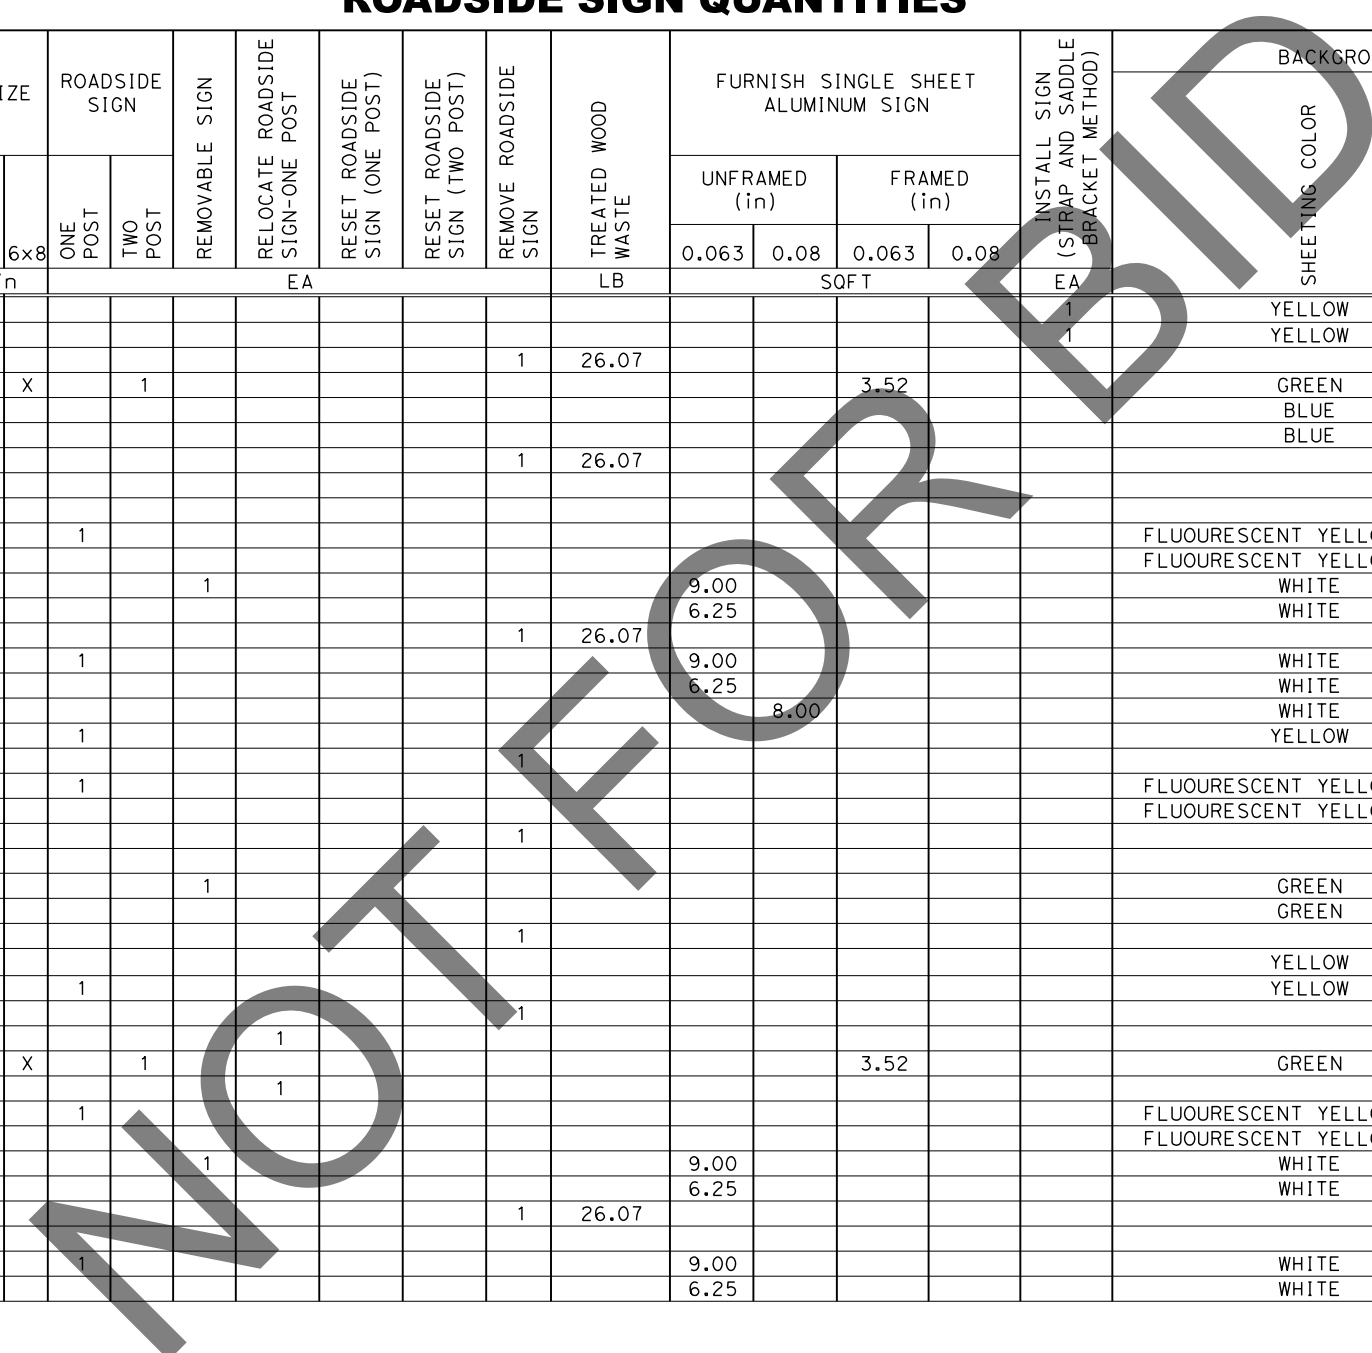 ROADSIDE SIGN QUANTITIES
IZE
ROADSIDE
SIGN
REMOVABLE SIGN
RELOCATE ROADSIDE
SIGN-ONE POST
RESET ROADSIDE
SIGN (ONE POST)
RESET ROADSIDE
SIGN (TWO POST)
REMOVE ROADSIDE
SIGN
TREATED WOOD
WASTE
FURNISH SINGLE SHEET
ALUMINUM SIGN
INSTALL SIGN
(STRAP AND SADDLE
BRACKET METHOD)
BACKGRO
SHEETING COLOR
UNFRAMED
(in)
FRAMED
(in)
6x8
ONE
POST
TWO
POST
0.063 0.08 0.063 0.08
n EA LB SQFT EA
1 YELLOW
1 YELLOW
1 26.07
X 1 3.52 GREEN
BLUE
BLUE
1 26.07
1 FLUOURESCENT YELL
FLUOURESCENT YELL
1 9.00 WHITE
6.25 WHITE
1 26.07
1 9.00 WHITE
6.25 WHITE
8.00 WHITE
1 YELLOW
1
1 FLUOURESCENT YELL
FLUOURESCENT YELL
1
1 GREEN
GREEN
1
YELLOW
1 YELLOW
1
1
X 1 3.52 GREEN
1
1 FLUOURESCENT YELL
FLUOURESCENT YELL
1 9.00 WHITE
6.25 WHITE
1 26.07
1 9.00 WHITE
6.25 WHITE
NOT FOR BID